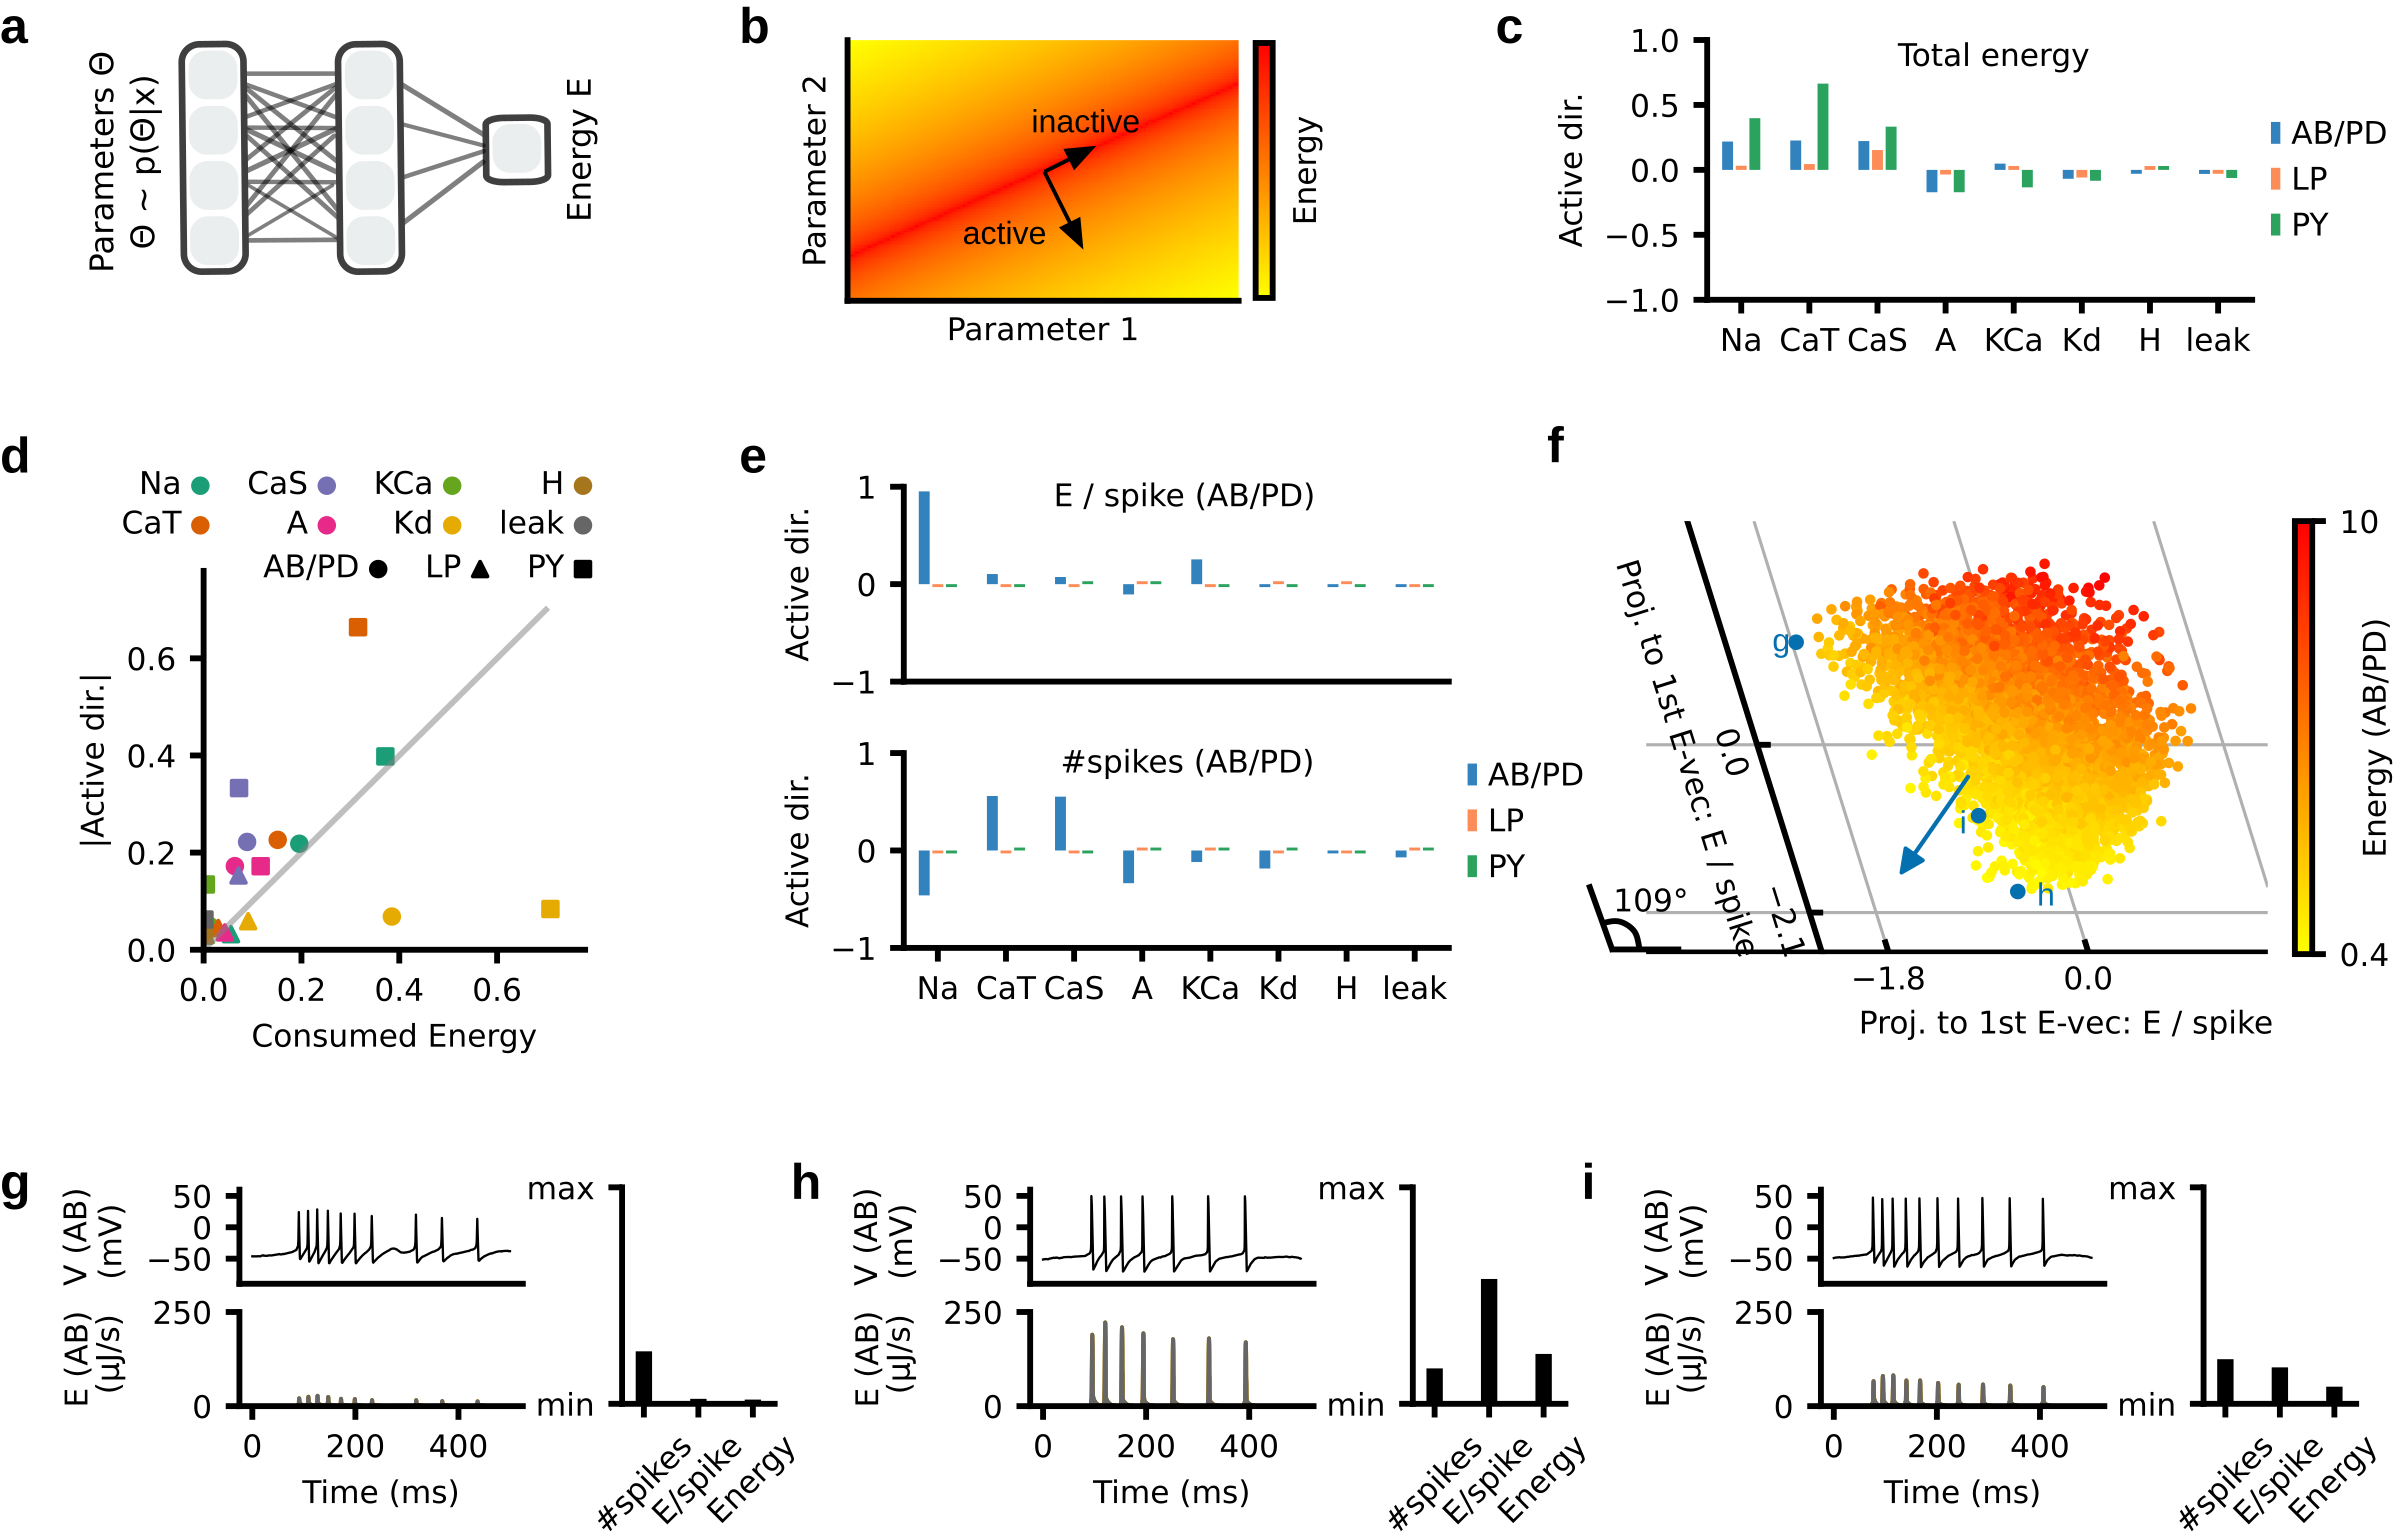 a
Parameters Θ
Θ ~ p(Θ|x)
Energy E
b
Parameter 2
inactive
active
Parameter 1
Energy
c
Total energy
Active dir.
1.0
0.5
0.0
−0.5
−1.0
Na CaT CaS A KCa Kd H leak
AB/PD
LP
PY
d
Na CaS KCa H
CaT A Kd leak
AB/PD LP PY
|Active dir.|
0.6
0.4
0.2
0.0
0.0 0.2 0.4 0.6
Consumed Energy
e
E / spike (AB/PD)
Active dir.
1
0
−1
#spikes (AB/PD)
Active dir.
1
0
−1
Na CaT CaS A KCa Kd H leak
AB/PD
LP
PY
f
Proj. to 1st E-vec: E / spike
0.0
−2.1
109°
g
i
h
−1.8 0.0
Proj. to 1st E-vec: E / spike
10
0.4
Energy (AB/PD)
g
V (AB)
(mV)
50
0
−50
E (AB)
(μJ/s)
250
0
0 200 400
Time (ms)
max
min
#spikes
E/spike
Energy
h
V (AB)
(mV)
50
0
−50
E (AB)
(μJ/s)
250
0
0 200 400
Time (ms)
max
min
#spikes
E/spike
Energy
i
V (AB)
(mV)
50
0
−50
E (AB)
(μJ/s)
250
0
0 200 400
Time (ms)
max
min
#spikes
E/spike
Energy